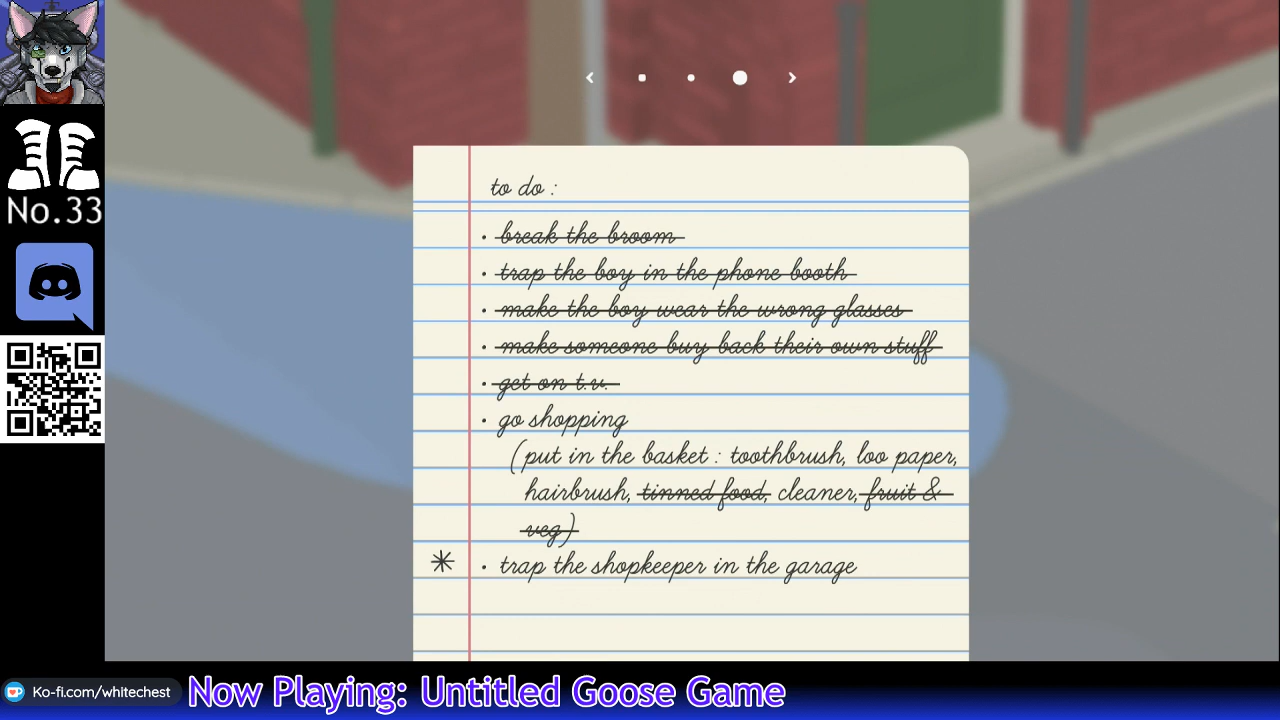 No.33
to do :
· break the broom
· trap the boy in the phone booth
· make the boy wear the wrong glasses
· make someone buy back their own stuff
· get on t.v.
· go shopping
(put in the basket : toothbrush, loo paper,
hairbrush, tinned food, cleaner, fruit &
veg)
· trap the shopkeeper in the garage
Ko-fi.com/whitechest
Now Playing: Untitled Goose Game